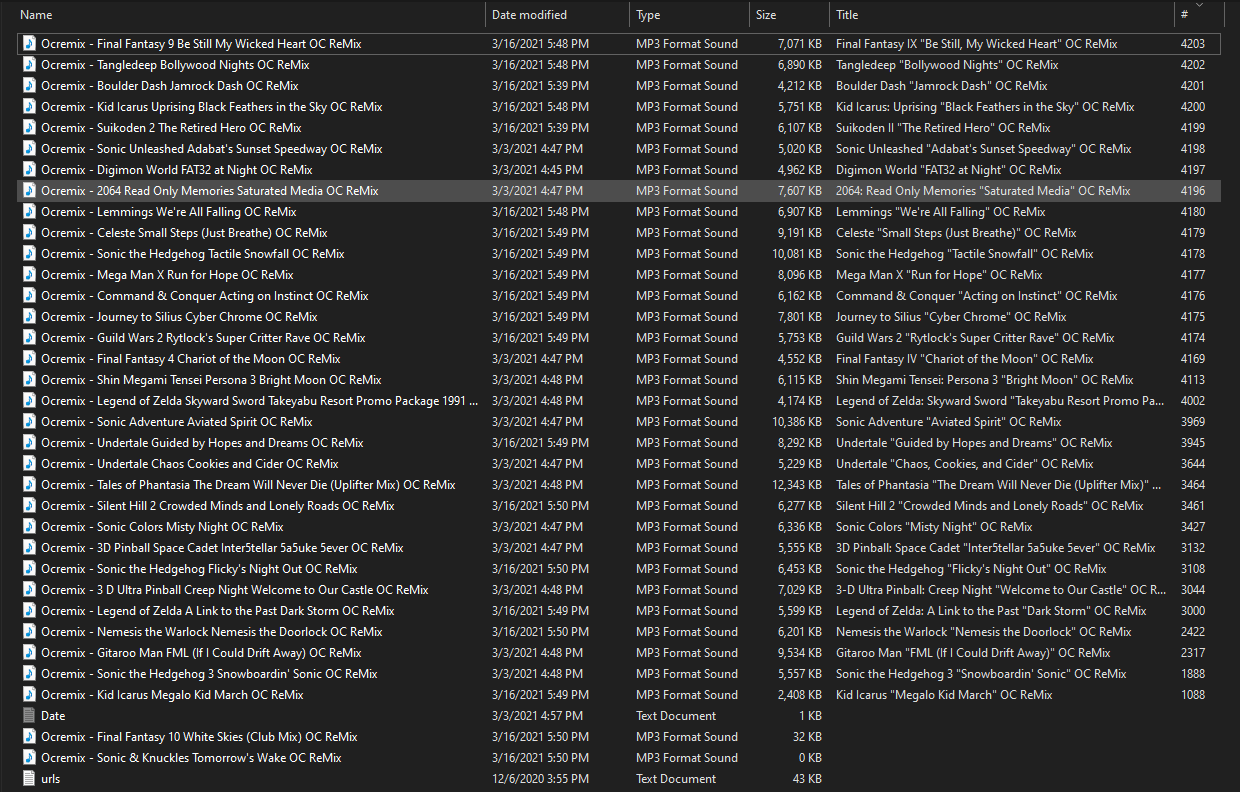 Name Date modified Type Size Title #
Ocremix - Final Fantasy 9 Be Still My Wicked Heart OC ReMix 3/16/2021 5:48 PM MP3 Format Sound 7,071 KB Final Fantasy IX "Be Still, My Wicked Heart" OC ReMix 4203
Ocremix - Tangledeep Bollywood Nights OC ReMix 3/16/2021 5:48 PM MP3 Format Sound 6,890 KB Tangledeep "Bollywood Nights" OC ReMix 4202
Ocremix - Boulder Dash Jamrock Dash OC ReMix 3/16/2021 5:39 PM MP3 Format Sound 4,212 KB Boulder Dash "Jamrock Dash" OC ReMix 4201
Ocremix - Kid Icarus Uprising Black Feathers in the Sky OC ReMix 3/16/2021 5:48 PM MP3 Format Sound 5,751 KB Kid Icarus: Uprising "Black Feathers in the Sky" OC ReMix 4200
Ocremix - Suikoden 2 The Retired Hero OC ReMix 3/16/2021 5:39 PM MP3 Format Sound 6,107 KB Suikoden II "The Retired Hero" OC ReMix 4199
Ocremix - Sonic Unleashed Adabat's Sunset Speedway OC ReMix 3/3/2021 4:47 PM MP3 Format Sound 5,020 KB Sonic Unleashed "Adabat's Sunset Speedway" OC ReMix 4198
Ocremix - Digimon World FAT32 at Night OC ReMix 3/3/2021 4:45 PM MP3 Format Sound 4,962 KB Digimon World "FAT32 at Night" OC ReMix 4197
Ocremix - 2064 Read Only Memories Saturated Media OC ReMix 3/3/2021 4:47 PM MP3 Format Sound 7,607 KB 2064: Read Only Memories "Saturated Media" OC ReMix 4196
Ocremix - Lemmings We're All Falling OC ReMix 3/16/2021 5:48 PM MP3 Format Sound 6,907 KB Lemmings "We're All Falling" OC ReMix 4180
Ocremix - Celeste Small Steps (Just Breathe) OC ReMix 3/16/2021 5:49 PM MP3 Format Sound 9,191 KB Celeste "Small Steps (Just Breathe)" OC ReMix 4179
Ocremix - Sonic the Hedgehog Tactile Snowfall OC ReMix 3/16/2021 5:49 PM MP3 Format Sound 10,081 KB Sonic the Hedgehog "Tactile Snowfall" OC ReMix 4178
Ocremix - Mega Man X Run for Hope OC ReMix 3/16/2021 5:49 PM MP3 Format Sound 8,096 KB Mega Man X "Run for Hope" OC ReMix 4177
Ocremix - Command & Conquer Acting on Instinct OC ReMix 3/16/2021 5:49 PM MP3 Format Sound 6,162 KB Command & Conquer "Acting on Instinct" OC ReMix 4176
Ocremix - Journey to Silius Cyber Chrome OC ReMix 3/16/2021 5:49 PM MP3 Format Sound 7,801 KB Journey to Silius "Cyber Chrome" OC ReMix 4175
Ocremix - Guild Wars 2 Rytlock's Super Critter Rave OC ReMix 3/16/2021 5:49 PM MP3 Format Sound 5,753 KB Guild Wars 2 "Rytlock's Super Critter Rave" OC ReMix 4174
Ocremix - Final Fantasy 4 Chariot of the Moon OC ReMix 3/3/2021 4:47 PM MP3 Format Sound 4,552 KB Final Fantasy IV "Chariot of the Moon" OC ReMix 4169
Ocremix - Shin Megami Tensei Persona 3 Bright Moon OC ReMix 3/3/2021 4:48 PM MP3 Format Sound 6,115 KB Shin Megami Tensei: Persona 3 "Bright Moon" OC ReMix 4113
Ocremix - Legend of Zelda Skyward Sword Takeyabu Resort Promo Package 1991 ... 3/3/2021 4:48 PM MP3 Format Sound 4,174 KB Legend of Zelda: Skyward Sword "Takeyabu Resort Promo Pa... 4002
Ocremix - Sonic Adventure Aviated Spirit OC ReMix 3/3/2021 4:47 PM MP3 Format Sound 10,386 KB Sonic Adventure "Aviated Spirit" OC ReMix 3969
Ocremix - Undertale Guided by Hopes and Dreams OC ReMix 3/16/2021 5:49 PM MP3 Format Sound 8,292 KB Undertale "Guided by Hopes and Dreams" OC ReMix 3945
Ocremix - Undertale Chaos Cookies and Cider OC ReMix 3/3/2021 4:47 PM MP3 Format Sound 5,229 KB Undertale "Chaos, Cookies, and Cider" OC ReMix 3644
Ocremix - Tales of Phantasia The Dream Will Never Die (Uplifter Mix) OC ReMix 3/3/2021 4:48 PM MP3 Format Sound 12,343 KB Tales of Phantasia "The Dream Will Never Die (Uplifter Mix)" ... 3464
Ocremix - Silent Hill 2 Crowded Minds and Lonely Roads OC ReMix 3/16/2021 5:50 PM MP3 Format Sound 6,277 KB Silent Hill 2 "Crowded Minds and Lonely Roads" OC ReMix 3461
Ocremix - Sonic Colors Misty Night OC ReMix 3/3/2021 4:47 PM MP3 Format Sound 6,336 KB Sonic Colors "Misty Night" OC ReMix 3427
Ocremix - 3D Pinball Space Cadet Inter5tellar 5a5uke 5ever OC ReMix 3/3/2021 4:47 PM MP3 Format Sound 5,555 KB 3D Pinball: Space Cadet "Inter5tellar 5a5uke 5ever" OC ReMix 3132
Ocremix - Sonic the Hedgehog Flicky's Night Out OC ReMix 3/16/2021 5:50 PM MP3 Format Sound 6,453 KB Sonic the Hedgehog "Flicky's Night Out" OC ReMix 3108
Ocremix - 3 D Ultra Pinball Creep Night Welcome to Our Castle OC ReMix 3/3/2021 4:48 PM MP3 Format Sound 7,029 KB 3-D Ultra Pinball: Creep Night "Welcome to Our Castle" OC R... 3044
Ocremix - Legend of Zelda A Link to the Past Dark Storm OC ReMix 3/16/2021 5:49 PM MP3 Format Sound 5,599 KB Legend of Zelda: A Link to the Past "Dark Storm" OC ReMix 3000
Ocremix - Nemesis the Warlock Nemesis the Doorlock OC ReMix 3/16/2021 5:50 PM MP3 Format Sound 6,201 KB Nemesis the Warlock "Nemesis the Doorlock" OC ReMix 2422
Ocremix - Gitaroo Man FML (If I Could Drift Away) OC ReMix 3/3/2021 4:48 PM MP3 Format Sound 9,534 KB Gitaroo Man "FML (If I Could Drift Away)" OC ReMix 2317
Ocremix - Sonic the Hedgehog 3 Snowboardin' Sonic OC ReMix 3/3/2021 4:48 PM MP3 Format Sound 5,557 KB Sonic the Hedgehog 3 "Snowboardin' Sonic" OC ReMix 1888
Ocremix - Kid Icarus Megalo Kid March OC ReMix 3/16/2021 5:49 PM MP3 Format Sound 2,408 KB Kid Icarus "Megalo Kid March" OC ReMix 1088
Date 3/3/2021 4:57 PM Text Document 1 KB
Ocremix - Final Fantasy 10 White Skies (Club Mix) OC ReMix 3/16/2021 5:50 PM MP3 Format Sound 32 KB
Ocremix - Sonic & Knuckles Tomorrow's Wake OC ReMix 3/16/2021 5:50 PM MP3 Format Sound 0 KB
urls 12/6/2020 3:55 PM Text Document 43 KB